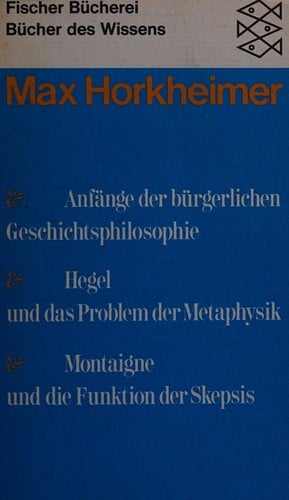 Fischer Bücherei
Bücher des Wissens
Max Horkheimer
& Anfänge der bürgerlichen
Geschichtsphilosophie
& Hegel
und das Problem der Metaphysik
& Montaigne
und die Funktion der Skepsis